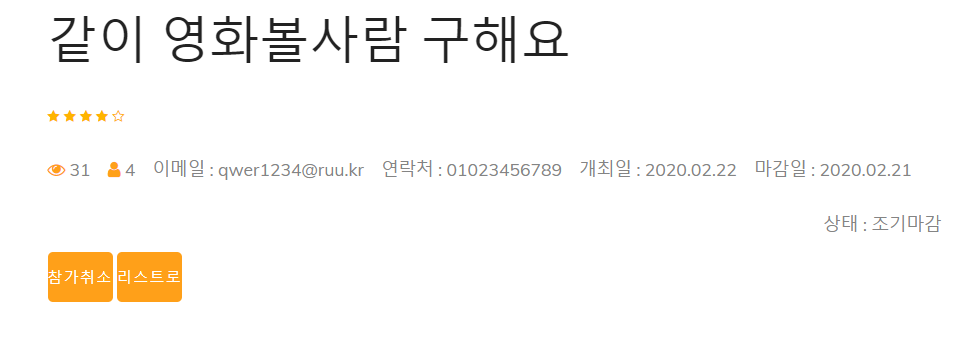 같이 영화볼사람 구해요
31 4 이메일 : qwer1234@ruu.kr 연락처 : 01023456789 개최일 : 2020.02.22 마감일 : 2020.02.21
상태 : 조기마감
참가취소 리스트로